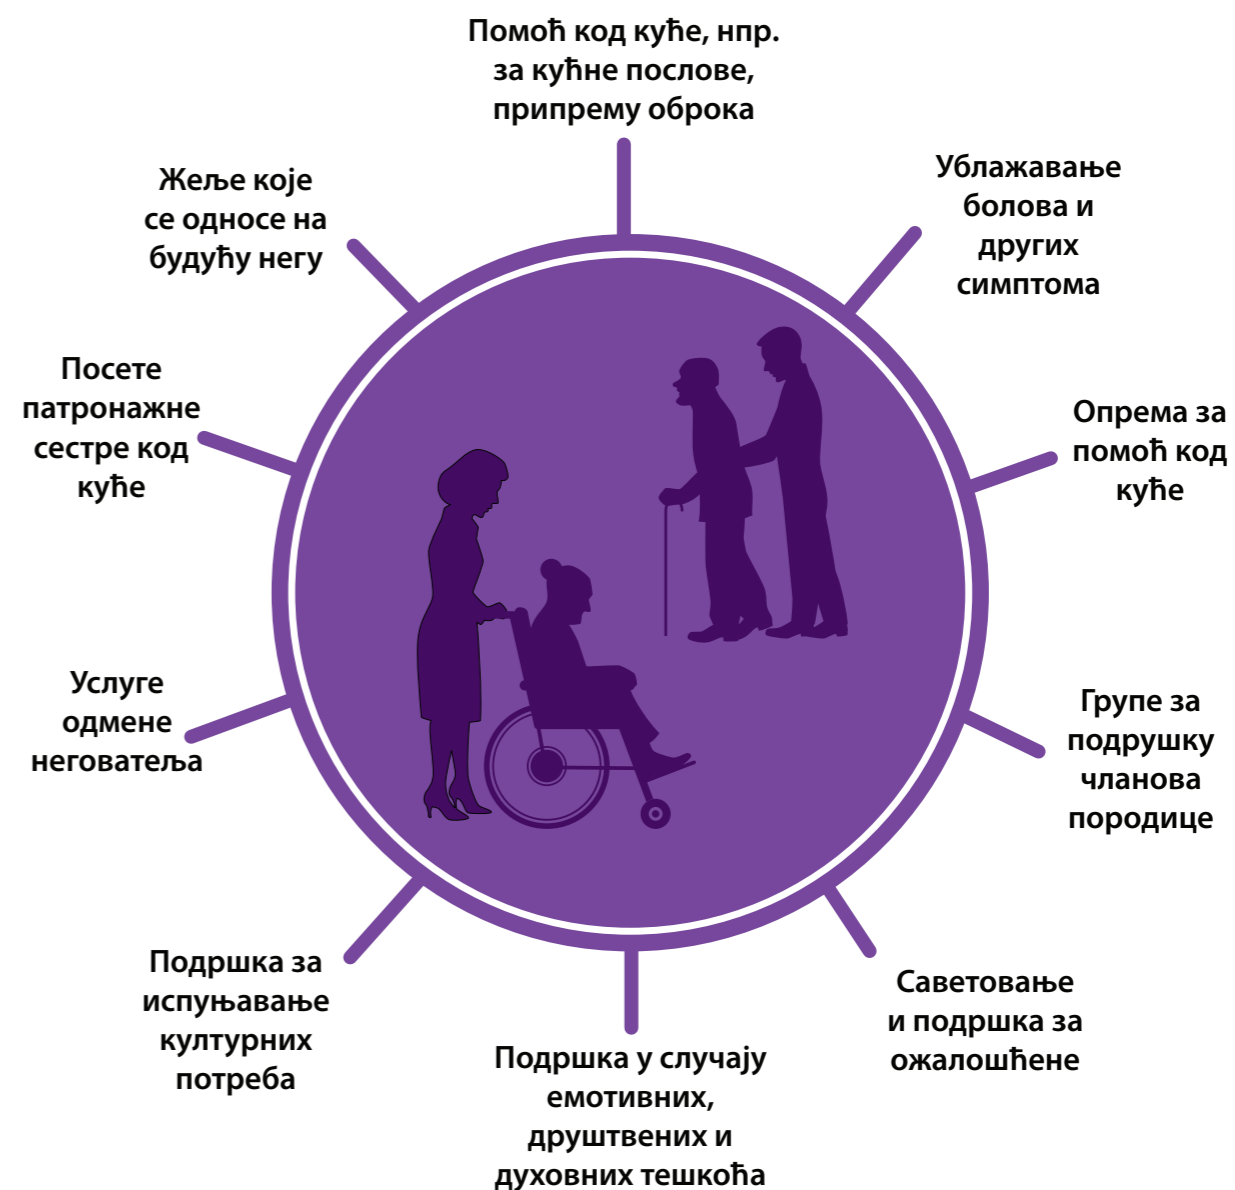 Помоћ код куће, нпр.
за кућне послове,
припрему оброка
Ублажавање
болова и
других
симптома
Опрема за
помоћ код
куће
Групе за
подрушку
чланова
породице
Саветовање
и подршка за
ожалошћене
Подршка у случају
емотивних,
друштвених и
духовних тешкоћа
Подршка за
испуњавање
културних
потреба
Услуге
одмене
неговатеља
Посете
патронажне
сестре код
куће
Жеље које
се односе на
будућу негу